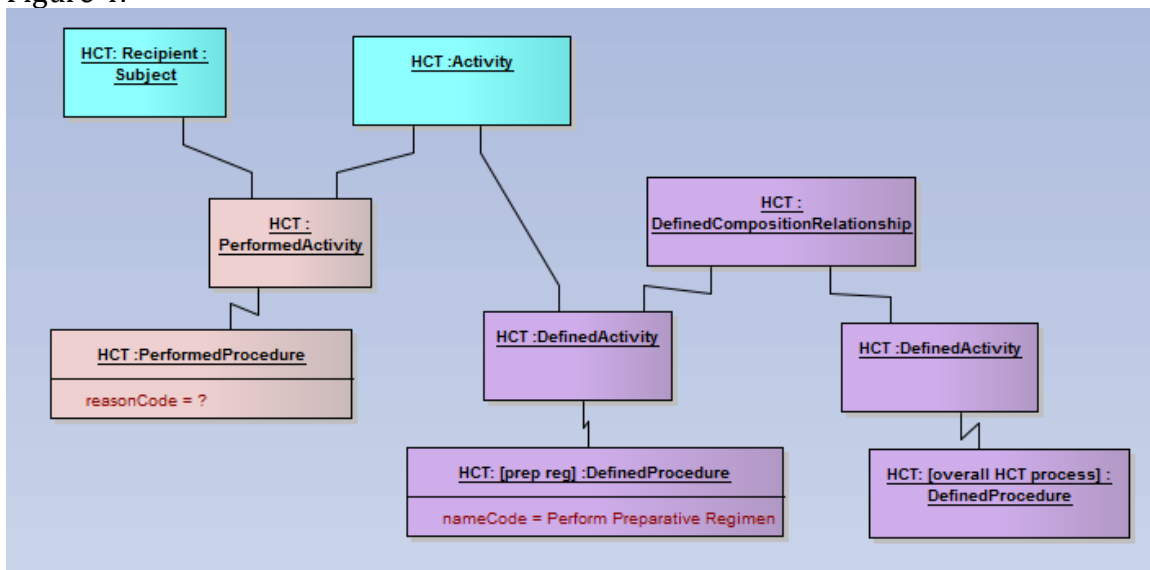 Figure 4.
HCT: Recipient :
Subject
HCT :Activity
HCT :
PerformedActivity
HCT :
DefinedCompositionRelationship
HCT :PerformedProcedure
reasonCode = ?
HCT :DefinedActivity
HCT :DefinedActivity
HCT: [prep reg] :DefinedProcedure
nameCode = Perform Preparative Regimen
HCT: [overall HCT process] :
DefinedProcedure